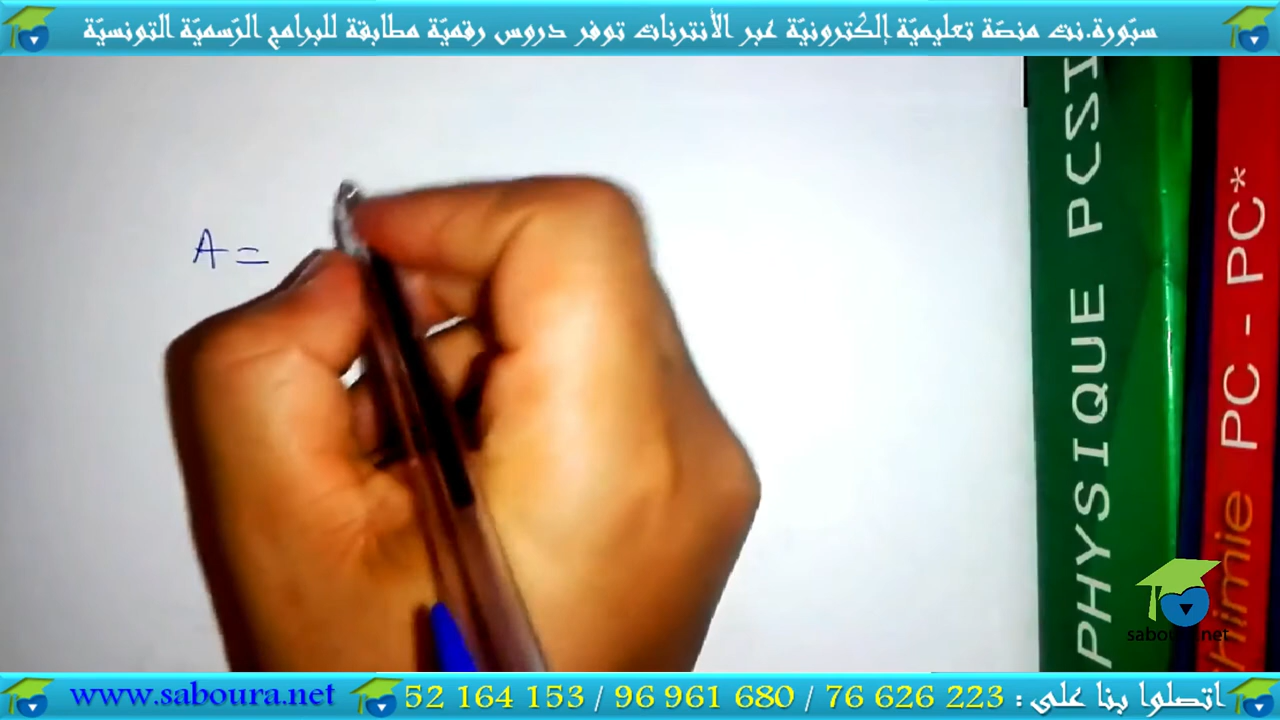 سبّورة.نت منصّة تعليميّة إلكترونيّة عبر الأنترنات توفر دروس رقميّة مطابقة للبرامج الرّسميّة التونسيّة
A =
PHYSIQUE PCSI
himie PC - PC*
saboura.net
www.saboura.net
52 164 153 / 96 961 680 / 76 626 223 : اتصلوا بنا على